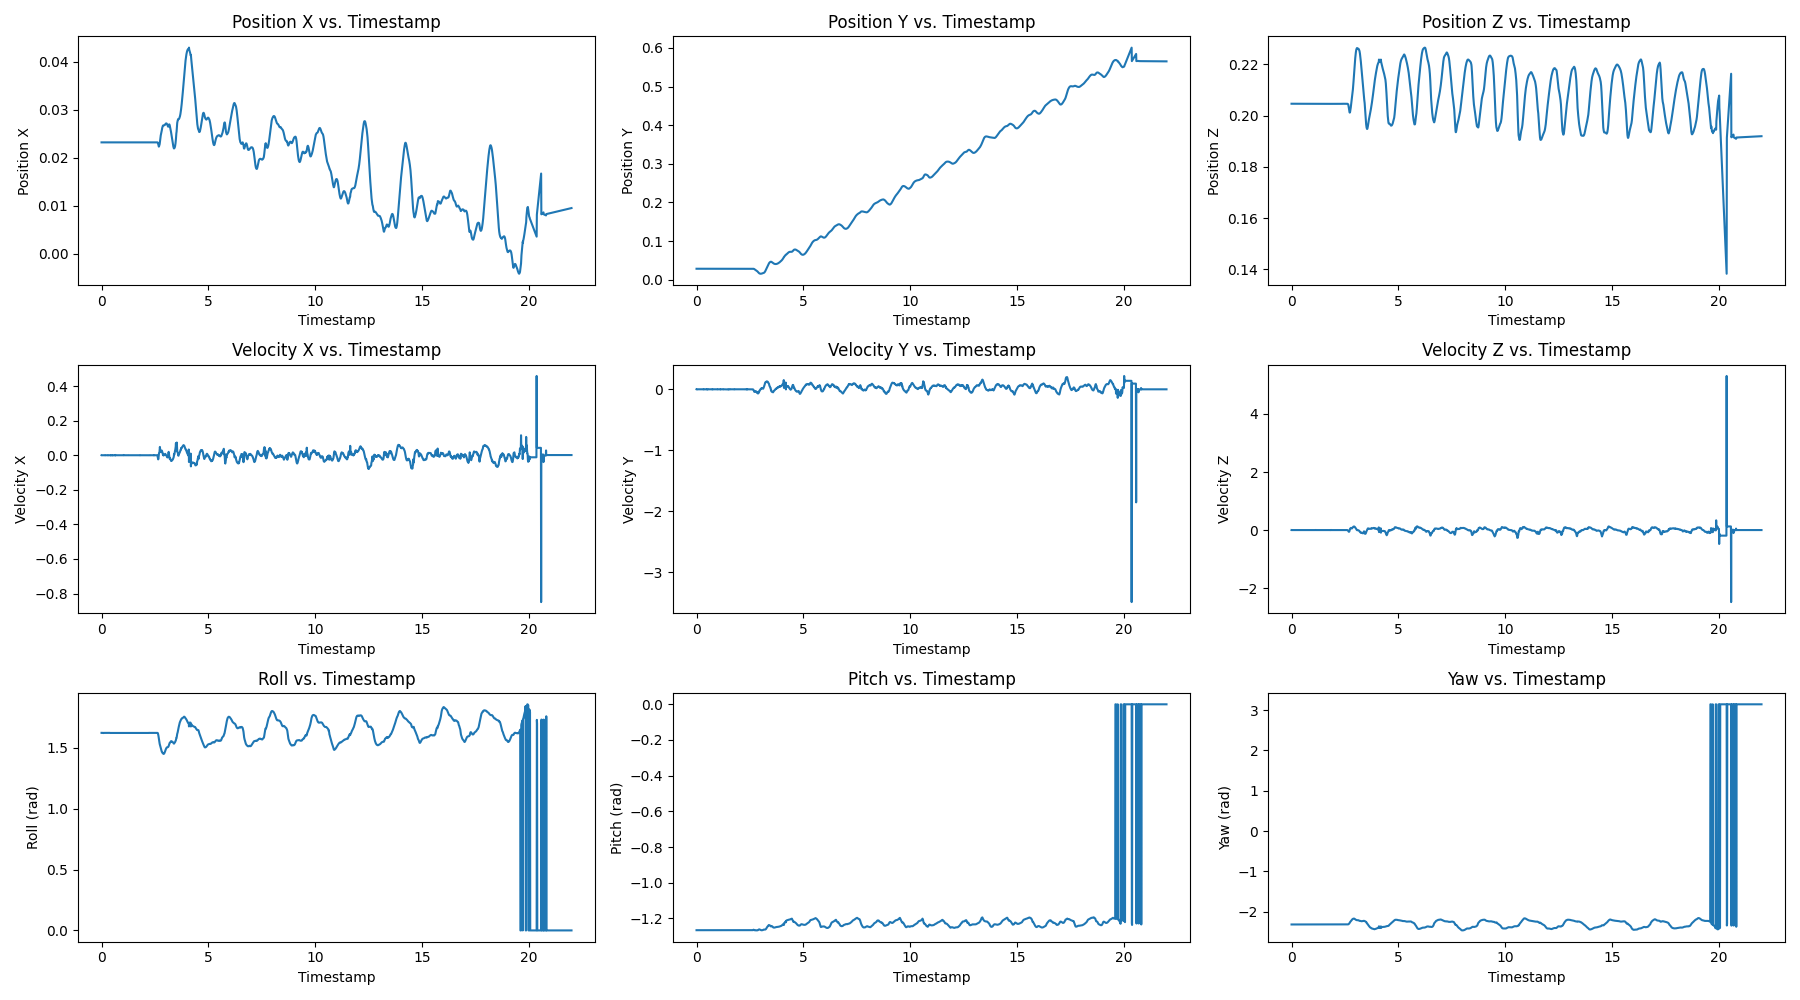 Position X vs. Timestamp
Position X
0.04
0.03
0.02
0.01
0.00
0 5 10 15 20
Timestamp
Position Y vs. Timestamp
Position Y
0.6
0.5
0.4
0.3
0.2
0.1
0.0
0 5 10 15 20
Timestamp
Position Z vs. Timestamp
Position Z
0.22
0.20
0.18
0.16
0.14
0 5 10 15 20
Timestamp
Velocity X vs. Timestamp
Velocity X
0.4
0.2
0.0
−0.2
−0.4
−0.6
−0.8
0 5 10 15 20
Timestamp
Velocity Y vs. Timestamp
Velocity Y
0
−1
−2
−3
0 5 10 15 20
Timestamp
Velocity Z vs. Timestamp
Velocity Z
4
2
0
−2
0 5 10 15 20
Timestamp
Roll vs. Timestamp
Roll (rad)
1.5
1.0
0.5
0.0
0 5 10 15 20
Timestamp
Pitch vs. Timestamp
Pitch (rad)
0.0
−0.2
−0.4
−0.6
−0.8
−1.0
−1.2
0 5 10 15 20
Timestamp
Yaw vs. Timestamp
Yaw (rad)
3
2
1
0
−1
−2
0 5 10 15 20
Timestamp